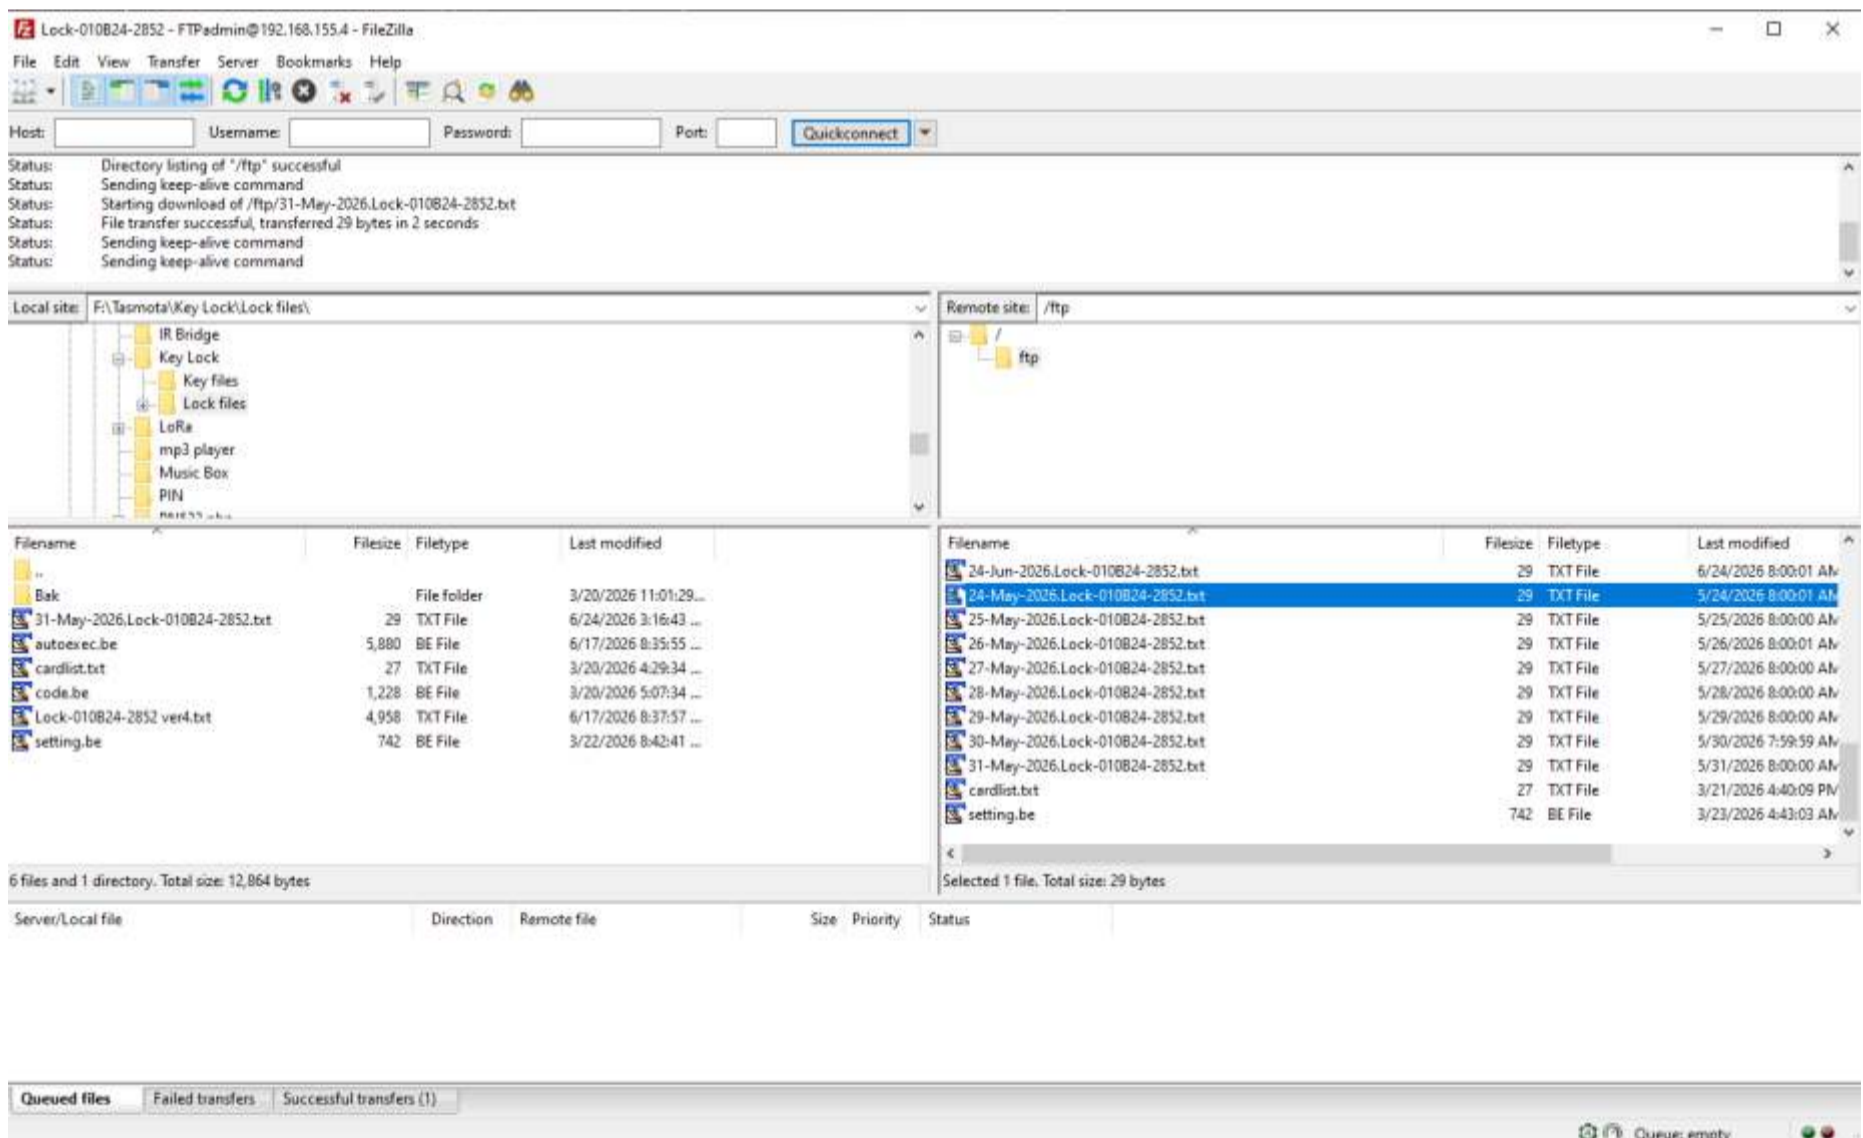 Lock-010B24-2852 - FTPadmin@192.168.155.4 - FileZilla
File Edit View Transfer Server Bookmarks Help
Host: Username: Password: Port: Quickconnect
Status: Directory listing of "/ftp" successful
Status: Sending keep-alive command
Status: Starting download of /ftp/31-May-2026.Lock-010B24-2852.txt
Status: File transfer successful, transferred 29 bytes in 2 seconds
Status: Sending keep-alive command
Status: Sending keep-alive command
Local site: F:\Tasmota\Key Lock\Lock files\
IR Bridge
Key Lock
Key files
Lock files
LoRa
mp3 player
Music Box
PIN
Remote site: /ftp
/
ftp
Filename Filesize Filetype Last modified
..
Bak File folder 3/20/2026 11:01:29...
31-May-2026.Lock-010B24-2852.txt 29 TXT File 6/24/2026 3:16:43 ...
autoexec.be 5,880 BE File 6/17/2026 8:35:55 ...
cardlist.txt 27 TXT File 3/20/2026 4:29:34 ...
code.be 1,228 BE File 3/20/2026 5:07:34 ...
Lock-010B24-2852 ver4.txt 4,958 TXT File 6/17/2026 8:37:57 ...
setting.be 742 BE File 3/22/2026 8:42:41 ...
6 files and 1 directory. Total size: 12,864 bytes
Filename Filesize Filetype Last modified
24-Jun-2026.Lock-010B24-2852.txt 29 TXT File 6/24/2026 8:00:01 AM
24-May-2026.Lock-010B24-2852.txt 29 TXT File 5/24/2026 8:00:01 AM
25-May-2026.Lock-010B24-2852.txt 29 TXT File 5/25/2026 8:00:00 AM
26-May-2026.Lock-010B24-2852.txt 29 TXT File 5/26/2026 8:00:01 AM
27-May-2026.Lock-010B24-2852.txt 29 TXT File 5/27/2026 8:00:00 AM
28-May-2026.Lock-010B24-2852.txt 29 TXT File 5/28/2026 8:00:00 AM
29-May-2026.Lock-010B24-2852.txt 29 TXT File 5/29/2026 8:00:00 AM
30-May-2026.Lock-010B24-2852.txt 29 TXT File 5/30/2026 7:59:59 AM
31-May-2026.Lock-010B24-2852.txt 29 TXT File 5/31/2026 8:00:00 AM
cardlist.txt 27 TXT File 3/21/2026 4:40:09 PM
setting.be 742 BE File 3/23/2026 4:43:03 AM
Selected 1 file. Total size: 29 bytes
Server/Local file Direction Remote file Size Priority Status
Queued files Failed transfers Successful transfers (1)
Queue: empty